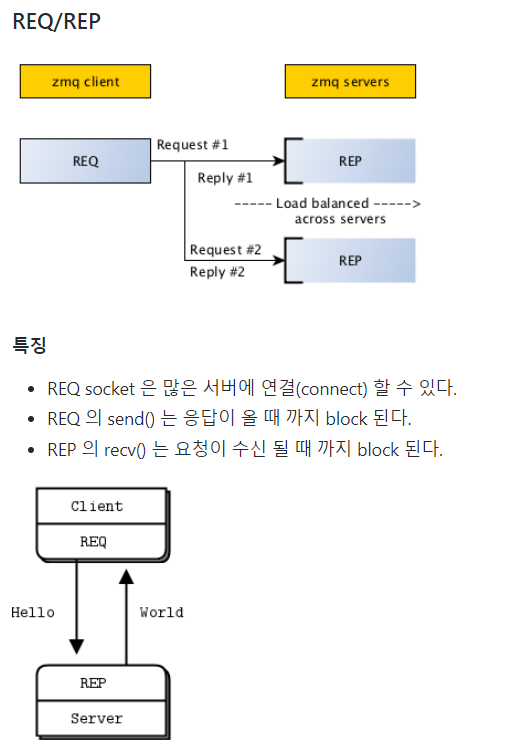 REQ/REP
zmq client
zmq servers
Request #1
REQ
REP
Reply #1
----- Load balanced ----->
across servers
Request #2
REP
Reply #2
특징
REQ socket 은 많은 서버에 연결(connect) 할 수 있다.
REQ 의 send() 는 응답이 올 때 까지 block 된다.
REP 의 recv() 는 요청이 수신 될 때 까지 block 된다.
Client
REQ
Hello
World
REP
Server